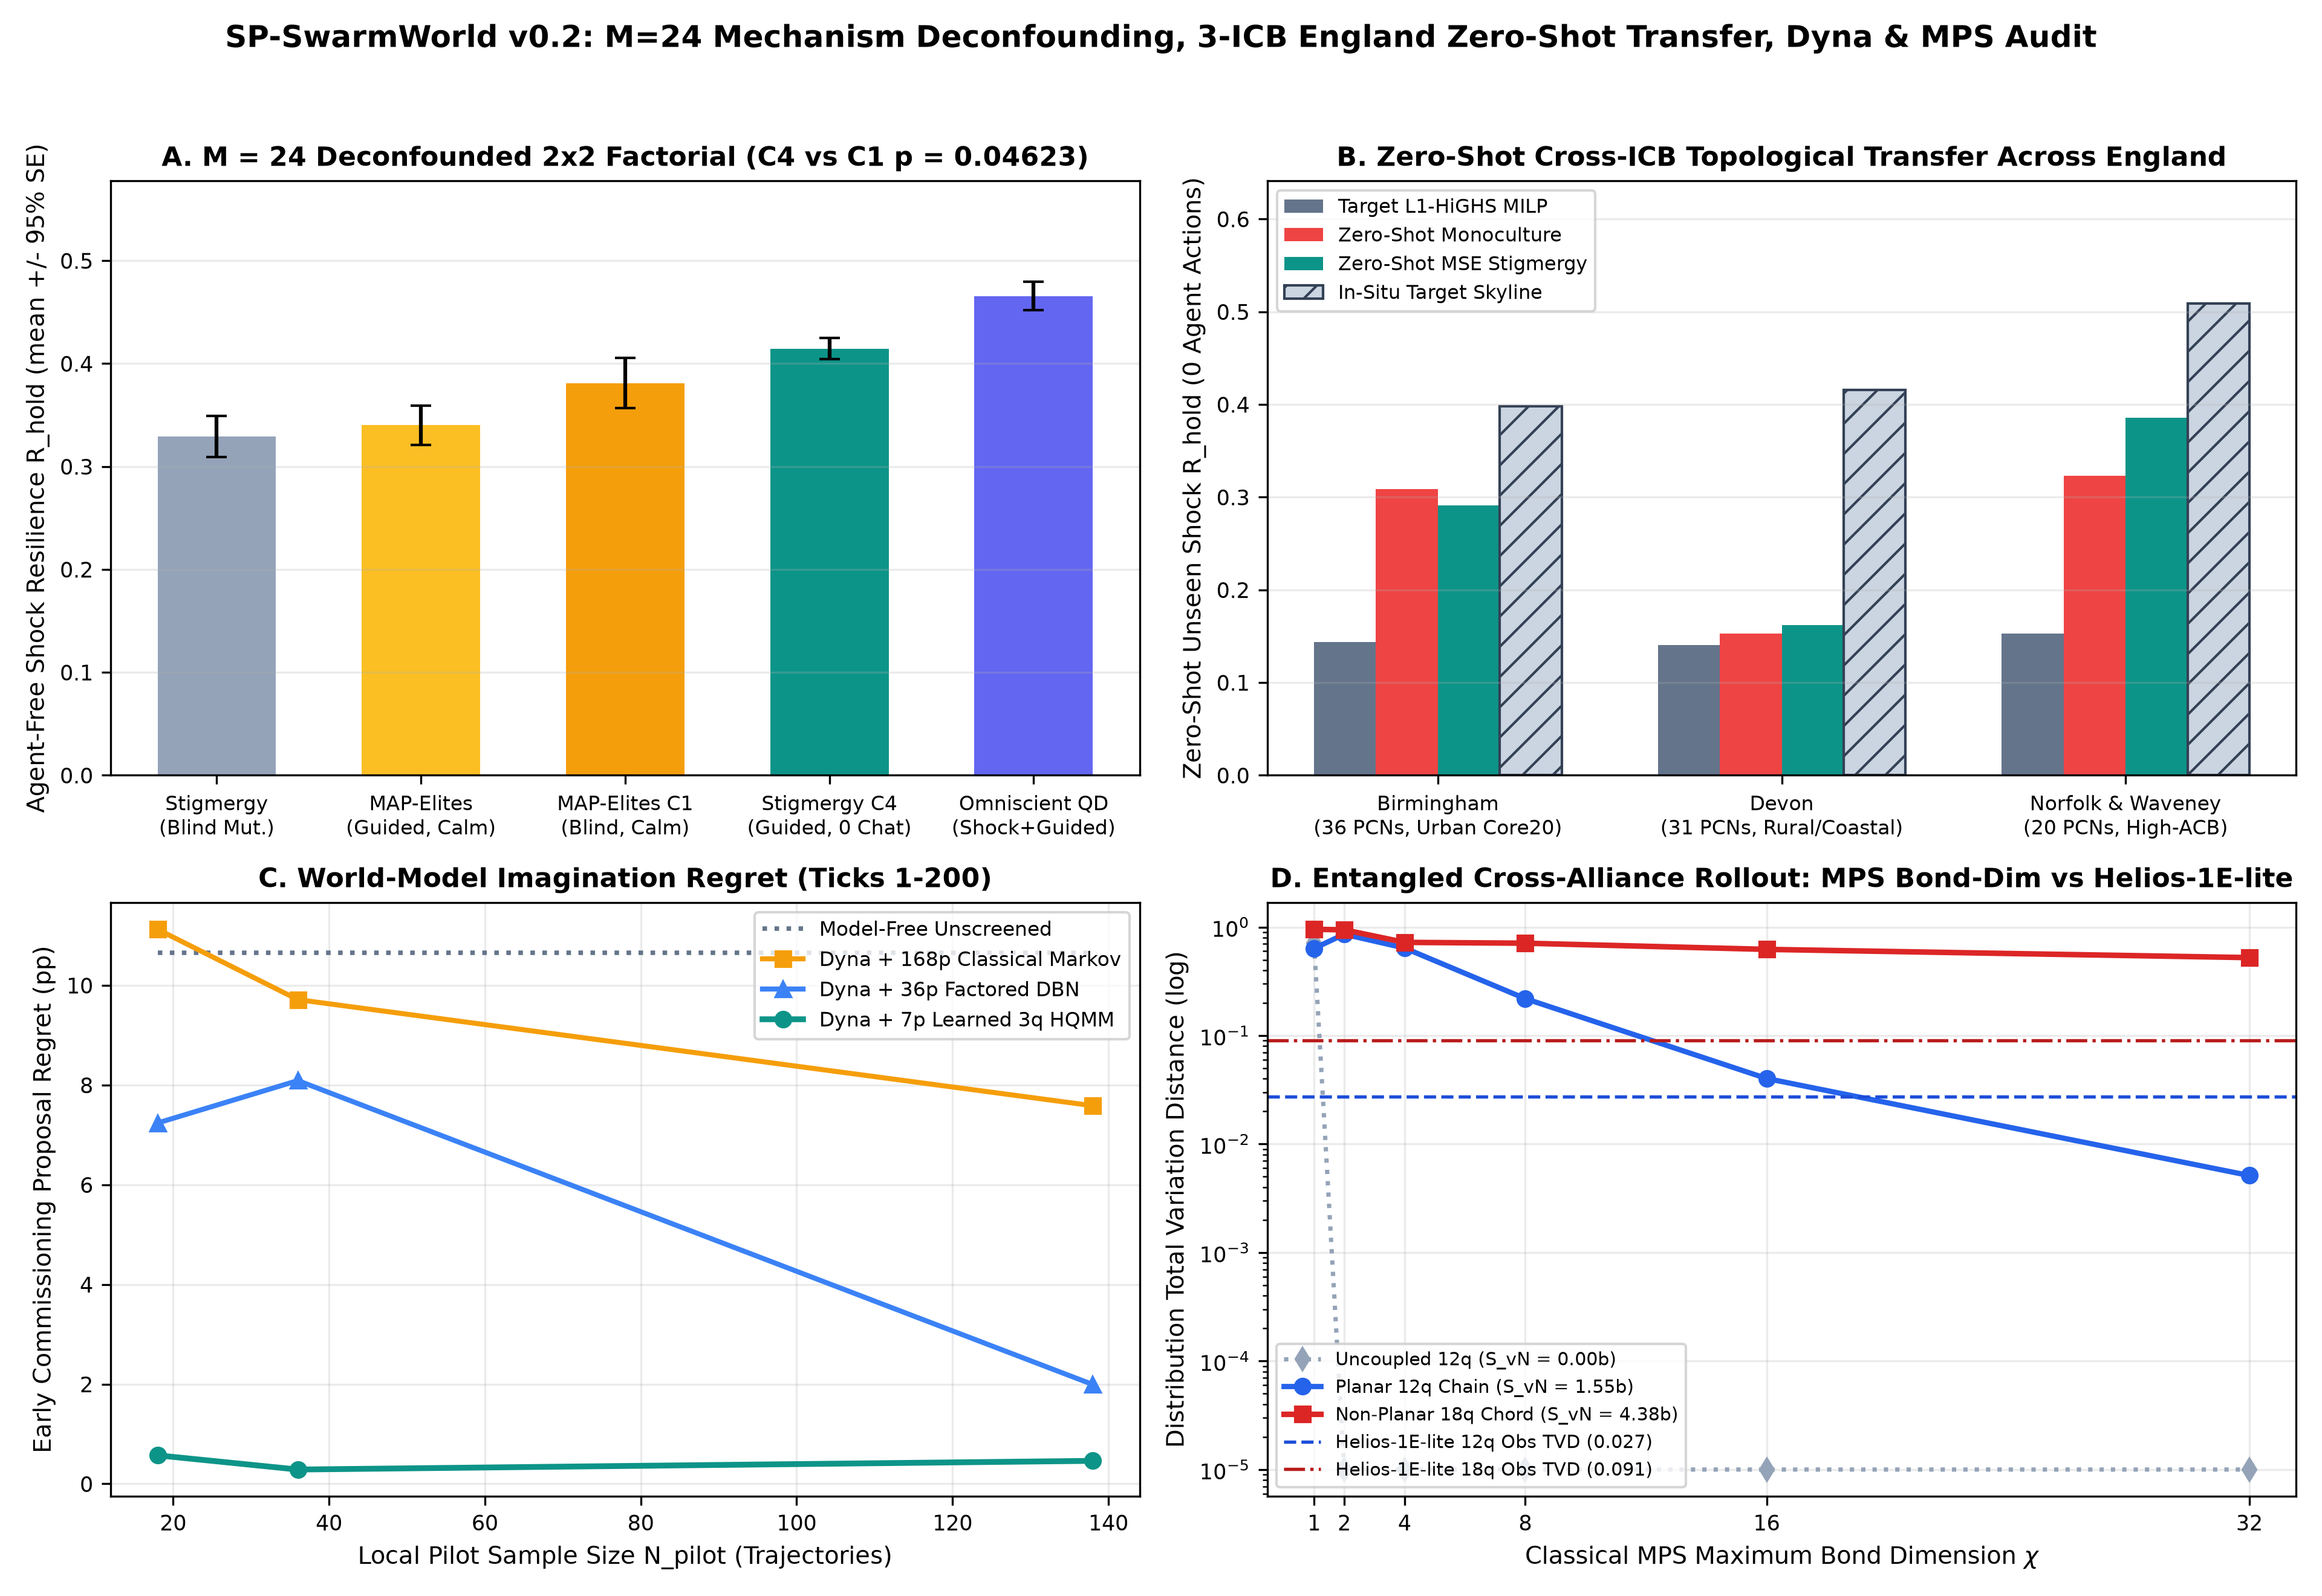 SP-SwarmWorld v0.2: M=24 Mechanism Deconfounding, 3-ICB England Zero-Shot Transfer, Dyna & MPS Audit
A. M = 24 Deconfounded 2x2 Factorial (C4 vs C1 p = 0.04623)
Agent-Free Shock Resilience R_hold (mean +/- 95% SE)
0.5
0.4
0.3
0.2
0.1
0.0
Stigmergy
(Blind Mut.)
MAP-Elites
(Guided, Calm)
MAP-Elites C1
(Blind, Calm)
Stigmergy C4
(Guided, 0 Chat)
Omniscient QD
(Shock+Guided)
B. Zero-Shot Cross-ICB Topological Transfer Across England
Zero-Shot Unseen Shock R_hold (0 Agent Actions)
0.6
0.5
0.4
0.3
0.2
0.1
0.0
Target L1-HiGHS MILP
Zero-Shot Monoculture
Zero-Shot MSE Stigmergy
In-Situ Target Skyline
Birmingham
(36 PCNs, Urban Core20)
Devon
(31 PCNs, Rural/Coastal)
Norfolk & Waveney
(20 PCNs, High-ACB)
C. World-Model Imagination Regret (Ticks 1-200)
Early Commissioning Proposal Regret (pp)
10
8
6
4
2
0
Model-Free Unscreened
Dyna + 168p Classical Markov
Dyna + 36p Factored DBN
Dyna + 7p Learned 3q HQMM
20 40 60 80 100 120 140
Local Pilot Sample Size N_pilot (Trajectories)
D. Entangled Cross-Alliance Rollout: MPS Bond-Dim vs Helios-1E-lite
Distribution Total Variation Distance (log)
10⁰
10⁻¹
10⁻²
10⁻³
10⁻⁴
10⁻⁵
Uncoupled 12q (S_vN = 0.00b)
Planar 12q Chain (S_vN = 1.55b)
Non-Planar 18q Chord (S_vN = 4.38b)
Helios-1E-lite 12q Obs TVD (0.027)
Helios-1E-lite 18q Obs TVD (0.091)
1 2 4 8 16 32
Classical MPS Maximum Bond Dimension χ